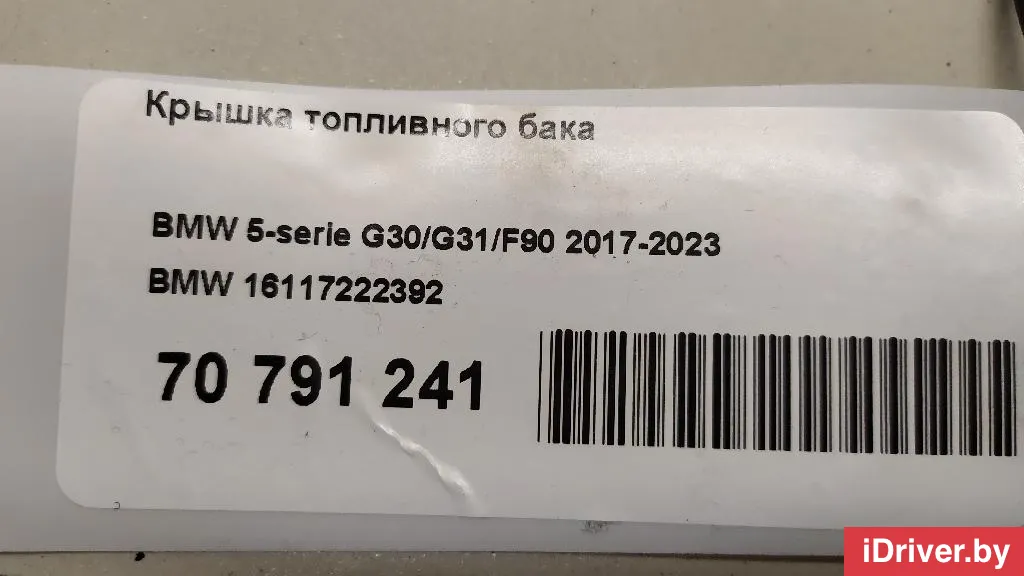 Крышка топливного бака
BMW 5-serie G30/G31/F90 2017-2023
BMW 16117222392
70 791 241
iDriver.by